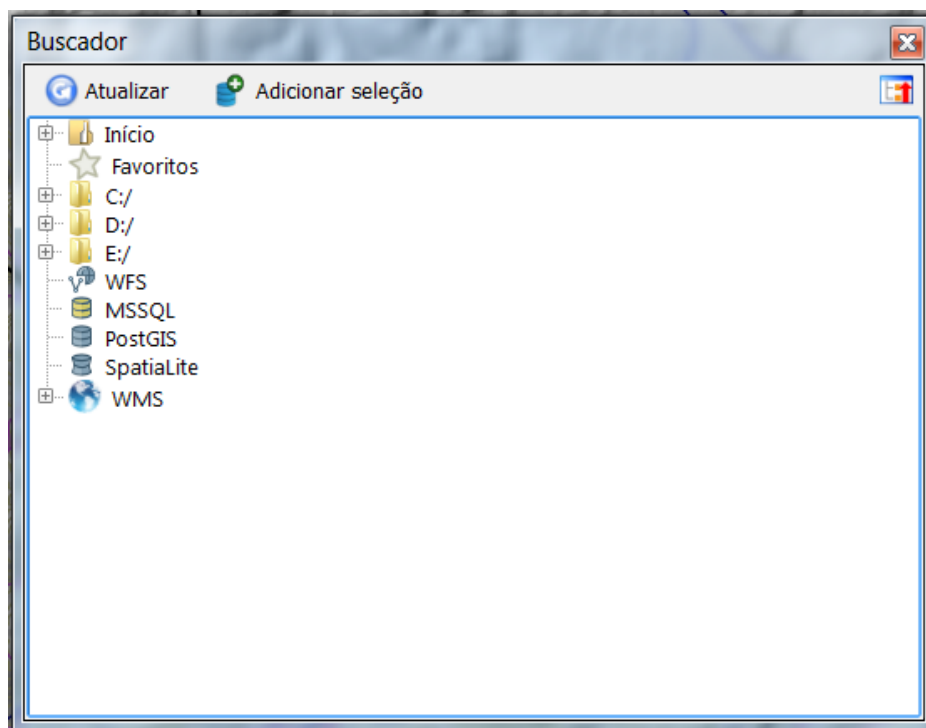 Buscador
Atualizar Adicionar seleção
Início
Favoritos
C:/
D:/
E:/
WFS
MSSQL
PostGIS
SpatiaLite
WMS